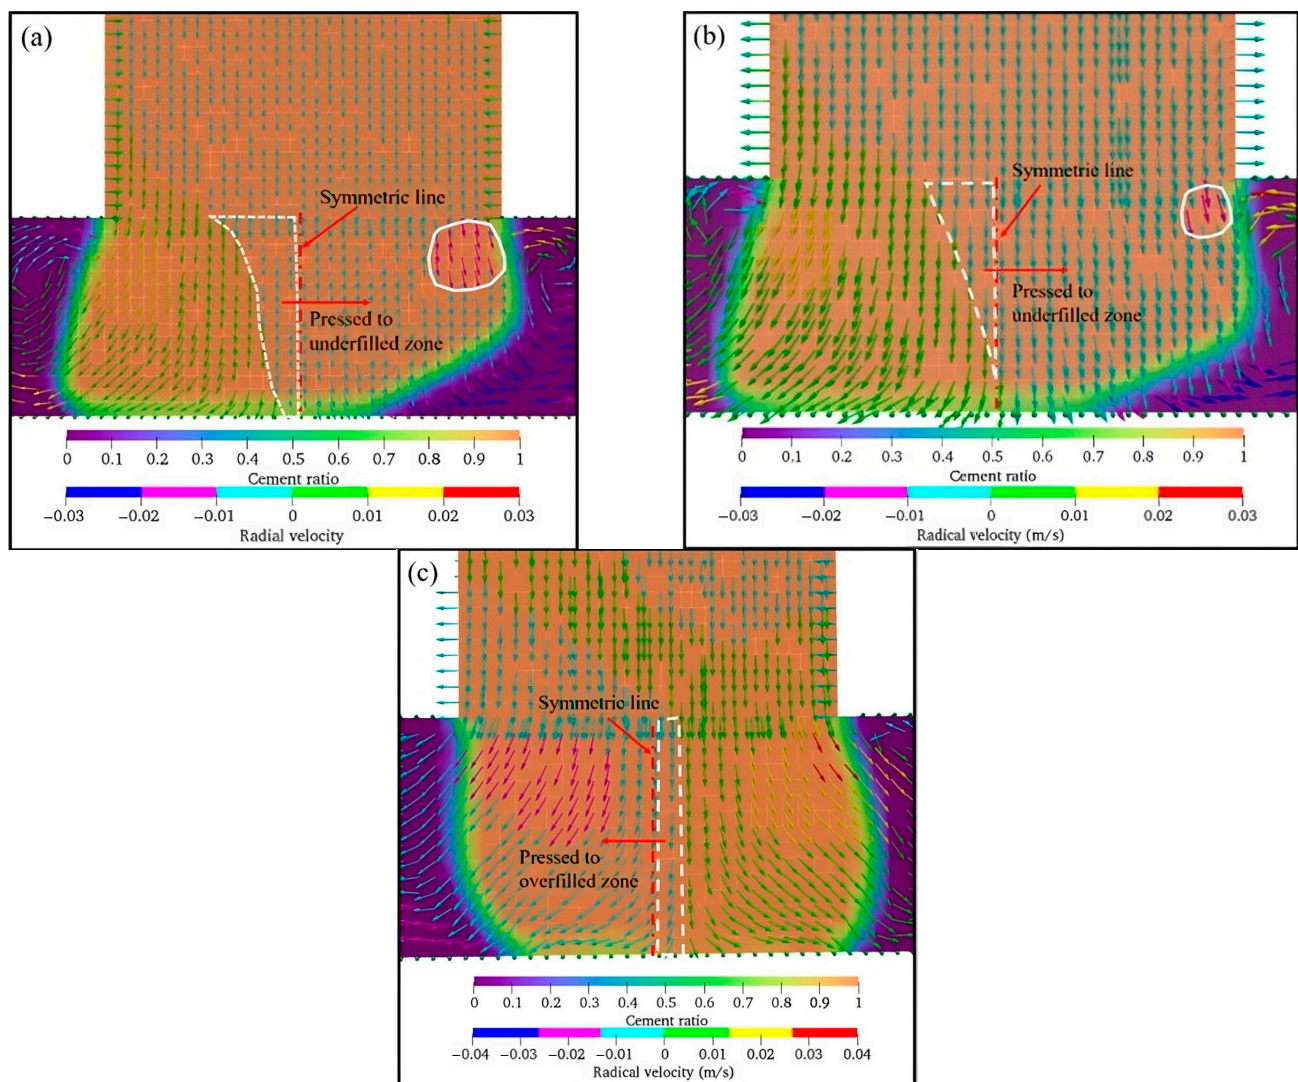 (a)
Symmetric line
Pressed to
underfilled zone
0 0.1 0.2 0.3 0.4 0.5 0.6 0.7 0.8 0.9 1
Cement ratio
−0.03 −0.02 −0.01 0 0.01 0.02 0.03
Radial velocity
(b)
Symmetric line
Pressed to
underfilled zone
0 0.1 0.2 0.3 0.4 0.5 0.6 0.7 0.8 0.9 1
Cement ratio
−0.03 −0.02 −0.01 0 0.01 0.02 0.03
Radical velocity (m/s)
(c)
Symmetric line
Pressed to
overfilled zone
0 0.1 0.2 0.3 0.4 0.5 0.6 0.7 0.8 0.9 1
Cement ratio
−0.04 −0.03 −0.02 −0.01 0 0.01 0.02 0.03 0.04
Radical velocity (m/s)